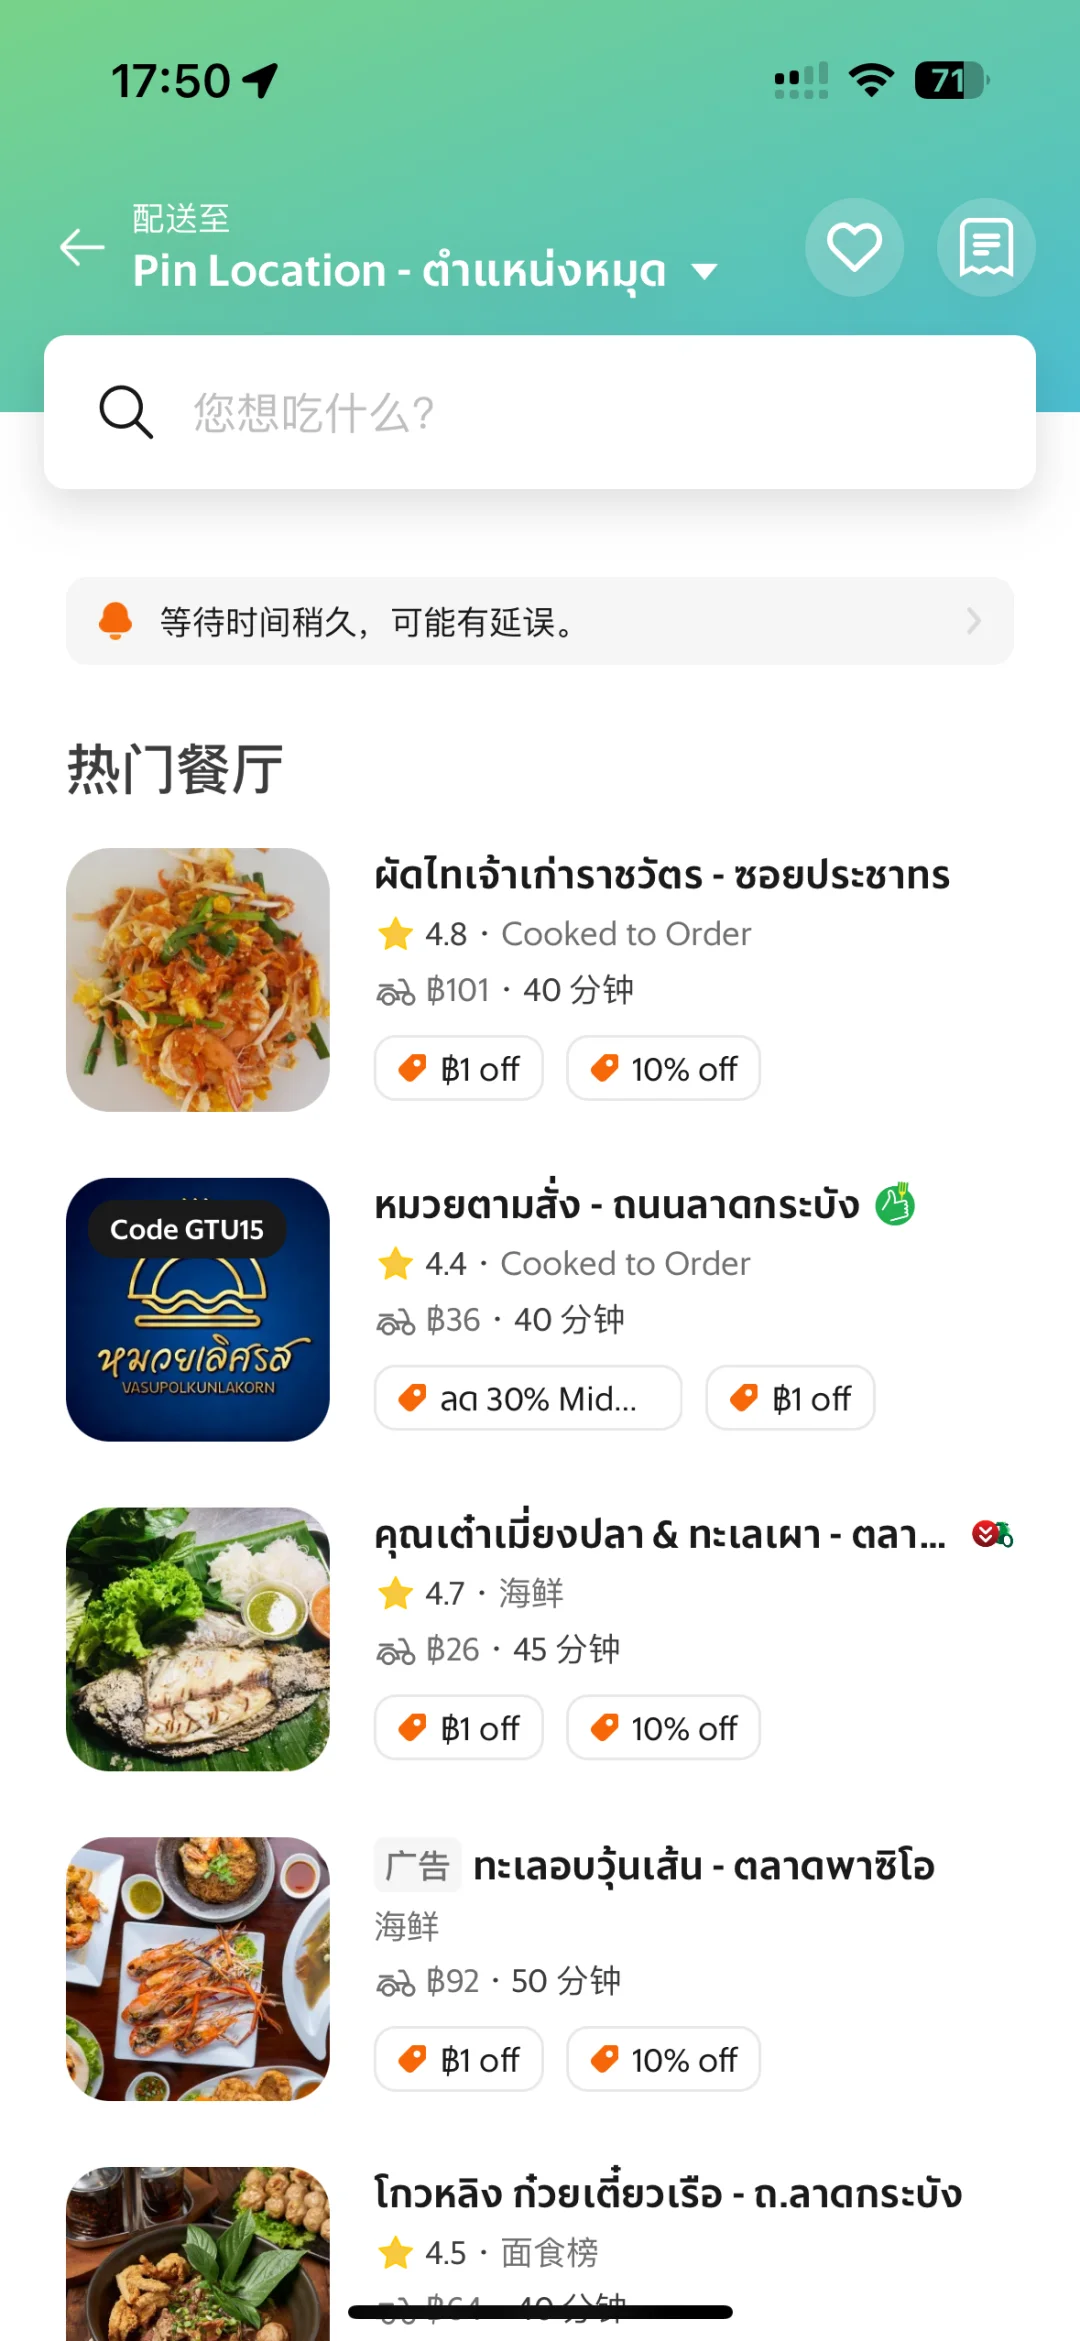 17:50
71
配送至
Pin Location - ตำแหน่งหมุด
您想吃什么?
等待时间稍久，可能有延误。
热门餐厅
ผัดไทเจ้าเก่าราชวัตร - ซอยประชาทร
4.8 · Cooked to Order
฿101 · 40 分钟
฿1 off
10% off
Code GTU15
หมวยเลิศรส
VASUPOLKUNLAKORN
หมวยตามสั่ง - ถนนลาดกระบัง
4.4 · Cooked to Order
฿36 · 40 分钟
ลด 30% Mid...
฿1 off
คุณเต๋าเมี่ยงปลา & ทะเลเผา - ตลา...
4.7 · 海鲜
฿26 · 45 分钟
฿1 off
10% off
广告 ทะเลอบวุ้นเส้น - ตลาดพาซิโอ
海鲜
฿92 · 50 分钟
฿1 off
10% off
โกวหลิง ก๋วยเตี๋ยวเรือ - ถ.ลาดกระบัง
4.5 · 面食榜
฿64 · 40 分钟